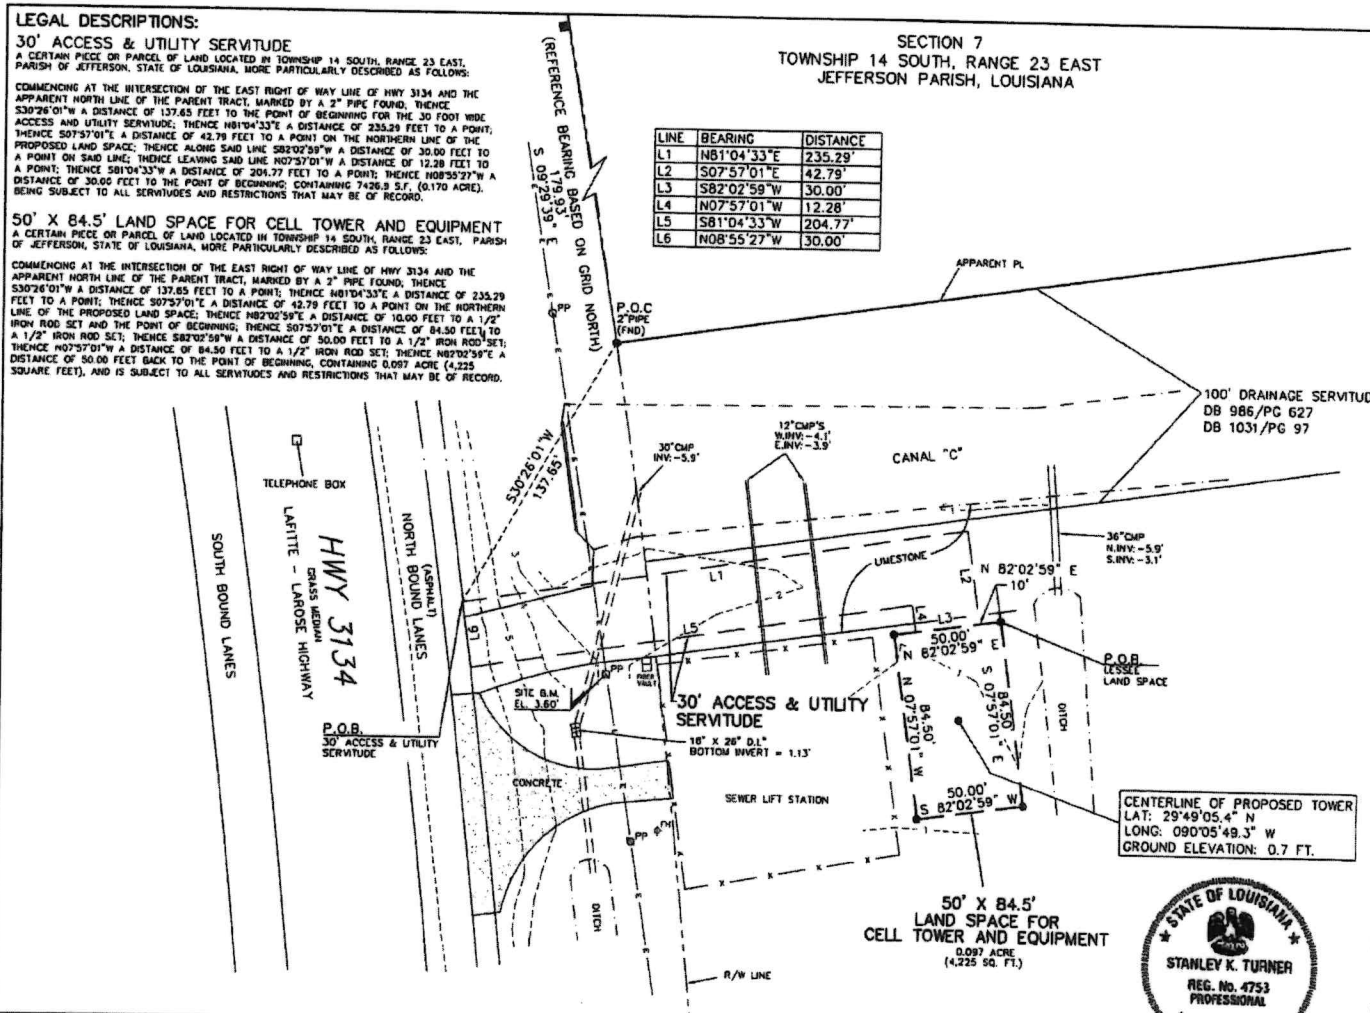 LEGAL DESCRIPTIONS:
30' ACCESS & UTILITY SERVITUDE
A CERTAIN PIECE OR PARCEL OF LAND LOCATED IN TOWNSHIP 14 SOUTH, RANGE 23 EAST,
PARISH OF JEFFERSON, STATE OF LOUISIANA, MORE PARTICULARLY DESCRIBED AS FOLLOWS:
COMMENCING AT THE INTERSECTION OF THE EAST RIGHT OF WAY LINE OF HWY 3134 AND THE
APPARENT NORTH LINE OF THE PARENT TRACT, MARKED BY A 2" PIPE FOUND, THENCE
S30°26'01"W A DISTANCE OF 137.65 FEET TO THE POINT OF BEGINNING FOR THE 30 FOOT WIDE
ACCESS AND UTILITY SERVITUDE; THENCE N81°04'33"E A DISTANCE OF 235.29 FEET TO A POINT;
THENCE S07°57'01"E A DISTANCE OF 42.79 FEET TO A POINT ON THE NORTHERN LINE OF THE
PROPOSED LAND SPACE; THENCE ALONG SAID LINE S82°02'59"W A DISTANCE OF 30.00 FEET TO
A POINT ON SAID LINE; THENCE LEAVING SAID LINE N07°57'01"W A DISTANCE OF 12.28 FEET TO
A POINT; THENCE S81°04'33"W A DISTANCE OF 204.77 FEET TO A POINT; THENCE N08°55'27"W A
DISTANCE OF 30.00 FEET TO THE POINT OF BEGINNING; CONTAINING 7426.9 S.F. (0.170 ACRE).
BEING SUBJECT TO ALL SERVITUDES AND RESTRICTIONS THAT MAY BE OF RECORD.
50' X 84.5' LAND SPACE FOR CELL TOWER AND EQUIPMENT
A CERTAIN PIECE OR PARCEL OF LAND LOCATED IN TOWNSHIP 14 SOUTH, RANGE 23 EAST, PARISH
OF JEFFERSON, STATE OF LOUISIANA, MORE PARTICULARLY DESCRIBED AS FOLLOWS:
COMMENCING AT THE INTERSECTION OF THE EAST RIGHT OF WAY LINE OF HWY 3134 AND THE
APPARENT NORTH LINE OF THE PARENT TRACT, MARKED BY A 2" PIPE FOUND, THENCE
S30°26'01"W A DISTANCE OF 137.65 FEET TO A POINT; THENCE N81°04'33"E A DISTANCE OF 235.29
FEET TO A POINT; THENCE S07°57'01"E A DISTANCE OF 42.79 FEET TO A POINT ON THE NORTHERN
LINE OF THE PROPOSED LAND SPACE; THENCE N82°02'59"E A DISTANCE OF 10.00 FEET TO A 1/2"
IRON ROD SET AND THE POINT OF BEGINNING; THENCE S07°57'01"E A DISTANCE OF 84.50 FEET TO
A 1/2" IRON ROD SET; THENCE S82°02'59"W A DISTANCE OF 50.00 FEET TO A 1/2" IRON ROD SET;
THENCE N07°57'01"W A DISTANCE OF 84.50 FEET TO A 1/2" IRON ROD SET; THENCE N82°02'59"E A
DISTANCE OF 50.00 FEET BACK TO THE POINT OF BEGINNING, CONTAINING 0.097 ACRE (4,225
SQUARE FEET), AND IS SUBJECT TO ALL SERVITUDES AND RESTRICTIONS THAT MAY BE OF RECORD.
SECTION 7
TOWNSHIP 14 SOUTH, RANGE 23 EAST
JEFFERSON PARISH, LOUISIANA
LINE BEARING DISTANCE
L1 N81°04'33"E 235.29'
L2 S07°57'01"E 42.79'
L3 S82°02'59"W 30.00'
L4 N07°57'01"W 12.28'
L5 S81°04'33"W 204.77'
L6 N08°55'27"W 30.00'
(REFERENCE BEARING BASED ON GRID NORTH)
179.93'
S 09°29'39" E
PP
P.O.C
2"PIPE
(FND)
APPARENT PL
100' DRAINAGE SERVITUD
DB 986/PG 627
DB 1031/PG 97
12"CMP'S
W.INV:-4.1'
E.INV:-3.9'
30"CMP
INV:-5.9'
CANAL "C"
S30°26'01"W
137.65'
TELEPHONE BOX
SOUTH BOUND LANES
LAFITTE - LAROSE HIGHWAY
GRASS MEDIAN
HWY 3134
NORTH BOUND LANES
(ASPHALT)
36"CMP
N.INV:-5.9'
S.INV:-3.1'
LIMESTONE
L1
L2
N 82°02'59" E
10'
L3
L4
L5
L6
50.00'
N 82°02'59" E
P.O.B.
LESSEE
LAND SPACE
84.50'
S 07°57'01" E
84.50'
N 07°57'01" W
DITCH
PP
FIBER
VAULT
SITE B.M.
EL. 3.60'
30' ACCESS & UTILITY
SERVITUDE
P.O.B.
30' ACCESS & UTILITY
SERVITUDE
16" X 26" D.I."
BOTTOM INVERT = 1.13'
CONCRETE
SEWER LIFT STATION
50.00'
S 82°02'59" W
CENTERLINE OF PROPOSED TOWER
LAT: 29°49'05.4" N
LONG: 090°05'49.3" W
GROUND ELEVATION: 0.7 FT.
PP
FH
DITCH
50' X 84.5'
LAND SPACE FOR
CELL TOWER AND EQUIPMENT
0.097 ACRE
(4,225 SQ. FT.)
R/W LINE
STATE OF LOUISIANA
STANLEY K. TURNER
REG. No. 4753
PROFESSIONAL